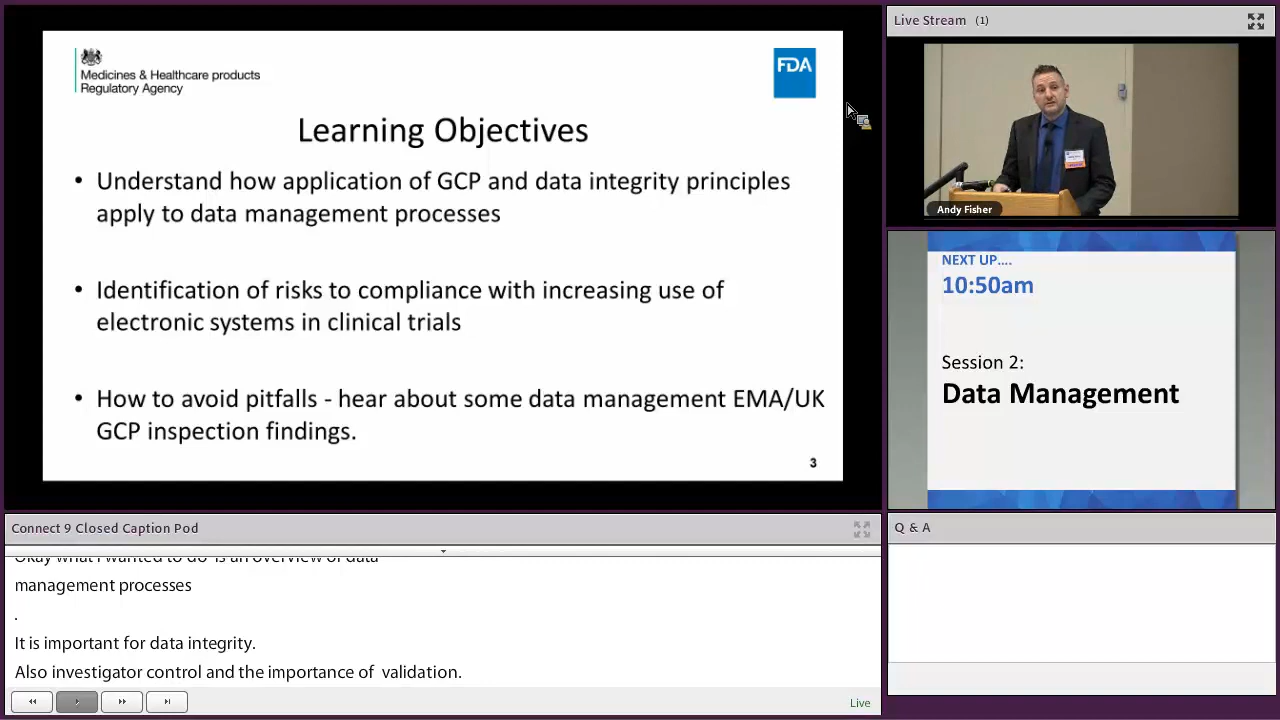 Medicines & Healthcare products
Regulatory Agency
FDA
Learning Objectives
• Understand how application of GCP and data integrity principles
apply to data management processes
• Identification of risks to compliance with increasing use of
electronic systems in clinical trials
• How to avoid pitfalls - hear about some data management EMA/UK
GCP inspection findings.
3
Live Stream (1)
Andy Fisher
NEXT UP....
10:50am
Session 2:
Data Management
Connect 9 Closed Caption Pod
Okay what I wanted to do is an overview of data
management processes
.
It is important for data integrity.
Also investigator control and the importance of validation.
Live
Q & A